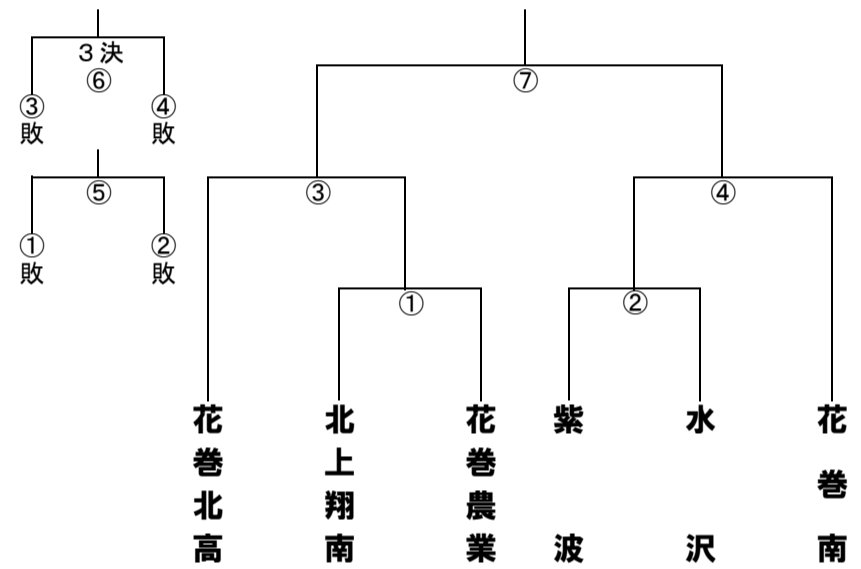 3決
⑥
③敗
④敗
⑤
①敗
②敗
⑦
③
④
①
②
花巻北高
北上翔南
花巻農業
紫波
水沢
花巻南